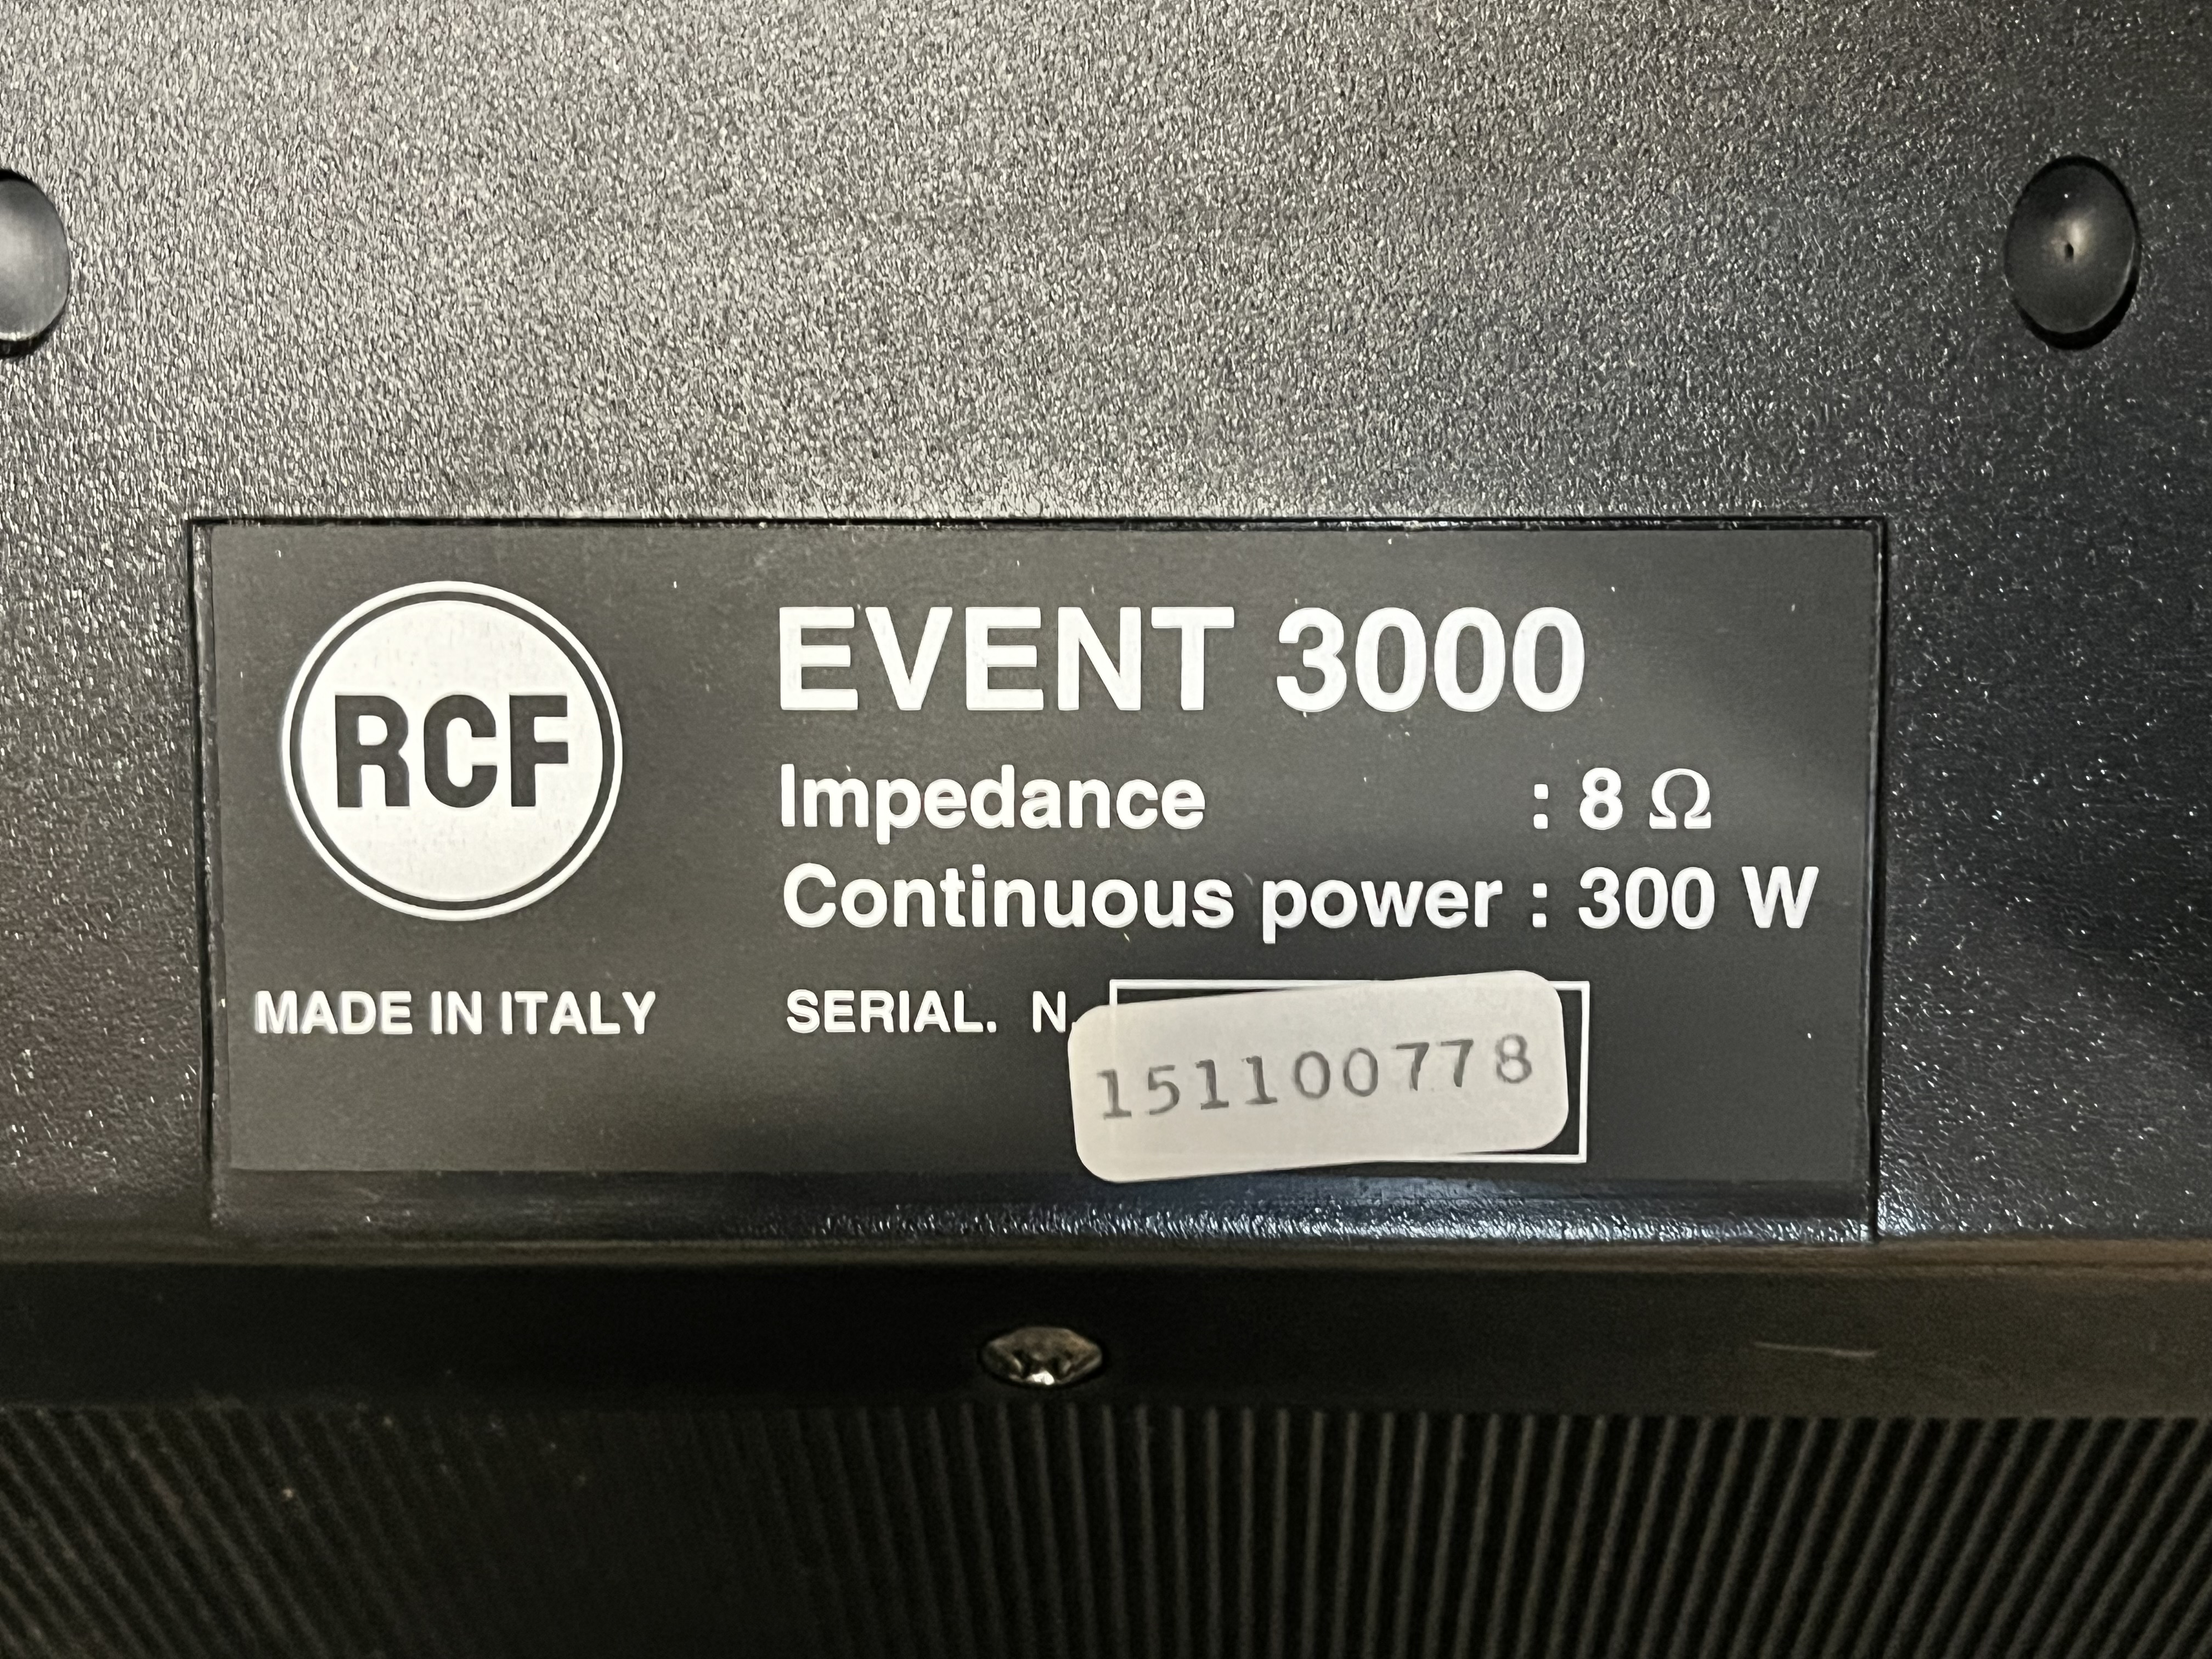 RCF
EVENT 3000
Impedance : 8 Ω
Continuous power : 300 W
MADE IN ITALY
SERIAL. N.
151100778